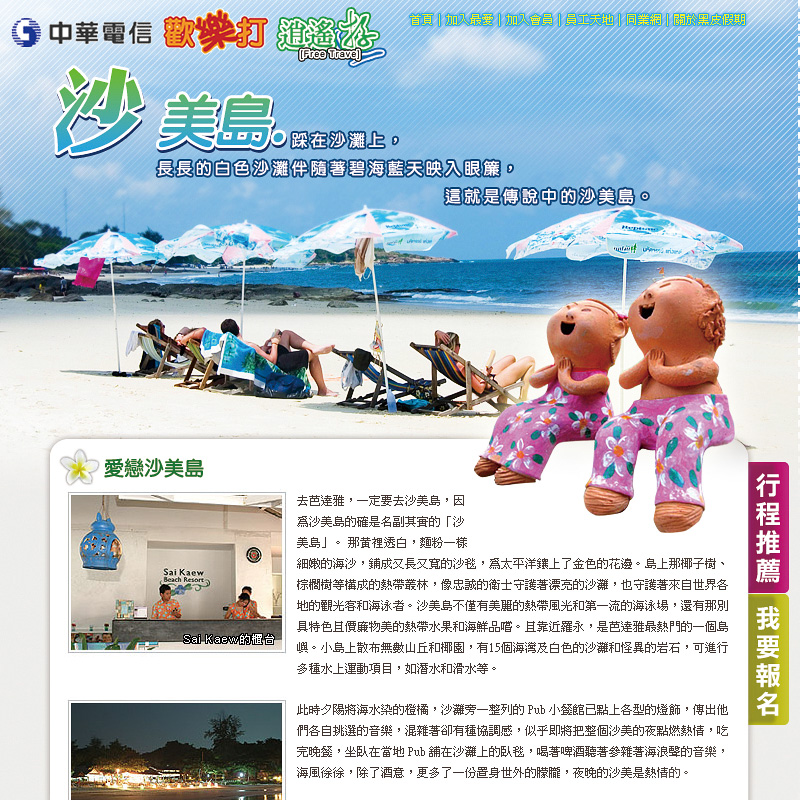 中華電信 歡樂打 逍遙遊 (Free Travel)
首頁 | 加入最愛 | 加入會員 | 員工天地 | 同業網 | 關於黑皮假期
沙美島.踩在沙灘上，
長長的白色沙灘伴隨著碧海藍天映入眼簾，
這就是傳說中的沙美島。
愛戀沙美島
去芭達雅，一定要去沙美島，因
為沙美島的確是名副其實的「沙
美島」。 那黃裡透白，麵粉一樣
細嫩的海沙，鋪成又長又寬的沙毯，為太平洋鑲上了金色的花邊。島上那椰子樹、
棕櫚樹等構成的熱帶叢林，像忠誠的衛士守護著漂亮的沙灘，也守護著來自世界各
地的觀光客和海泳者。沙美島不僅有美麗的熱帶風光和第一流的海泳場，還有那別
具特色且價廉物美的熱帶水果和海鮮品嚐。且靠近羅永，是芭達雅最熱門的一個島
嶼。小島上散布無數山丘和椰園，有15個海灣及白色的沙灘和怪異的岩石，可進行
多種水上運動項目，如潛水和滑水等。
Sai Kaew
Beach Resort
Sai Kaew的櫃台
行程推薦
我要報名
此時夕陽將海水染的橙橘，沙灘旁一整列的 Pub 小餐館已點上各型的燈飾，傳出他
們各自挑選的音樂，混雜著卻有種協調感，似乎即將把整個沙美的夜點燃熱情，吃
完晚餐，坐臥在當地 Pub 鋪在沙灘上的臥毯，喝著啤酒聽著參雜著海浪聲的音樂，
海風徐徐，除了酒意，更多了一份置身世外的朦朧，夜晚的沙美是熱情的。